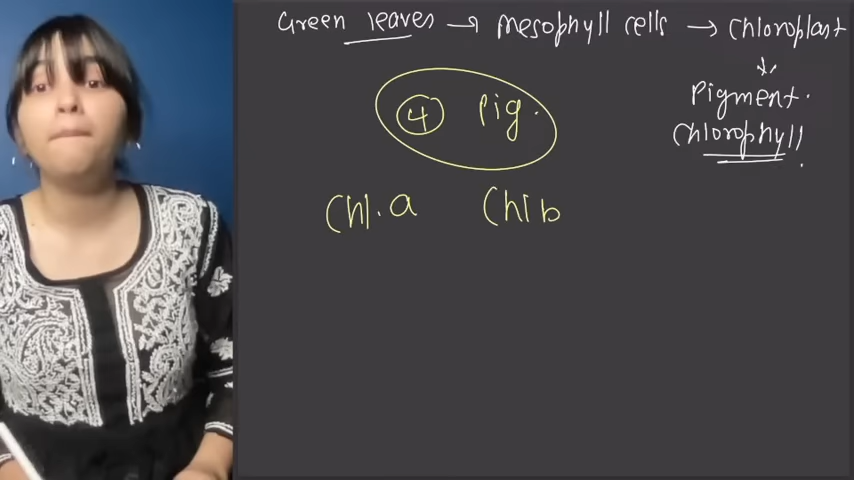 Green leaves → Mesophyll cells → Chloroplast
↓
Pigment.
Chlorophyll.
4 Pig.
Chl. a Chl b